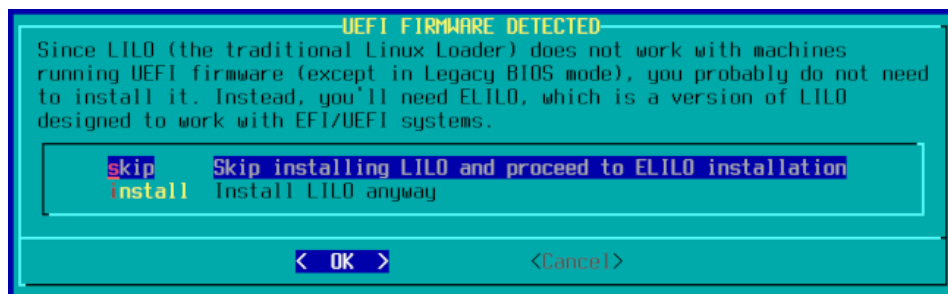 UEFI FIRMWARE DETECTED
Since LILO (the traditional Linux Loader) does not work with machines
running UEFI firmware (except in Legacy BIOS mode), you probably do not need
to install it. Instead, you'll need ELILO, which is a version of LILO
designed to work with EFI/UEFI systems.
skip Skip installing LILO and proceed to ELILO installation
install Install LILO anyway
< OK > <Cancel>